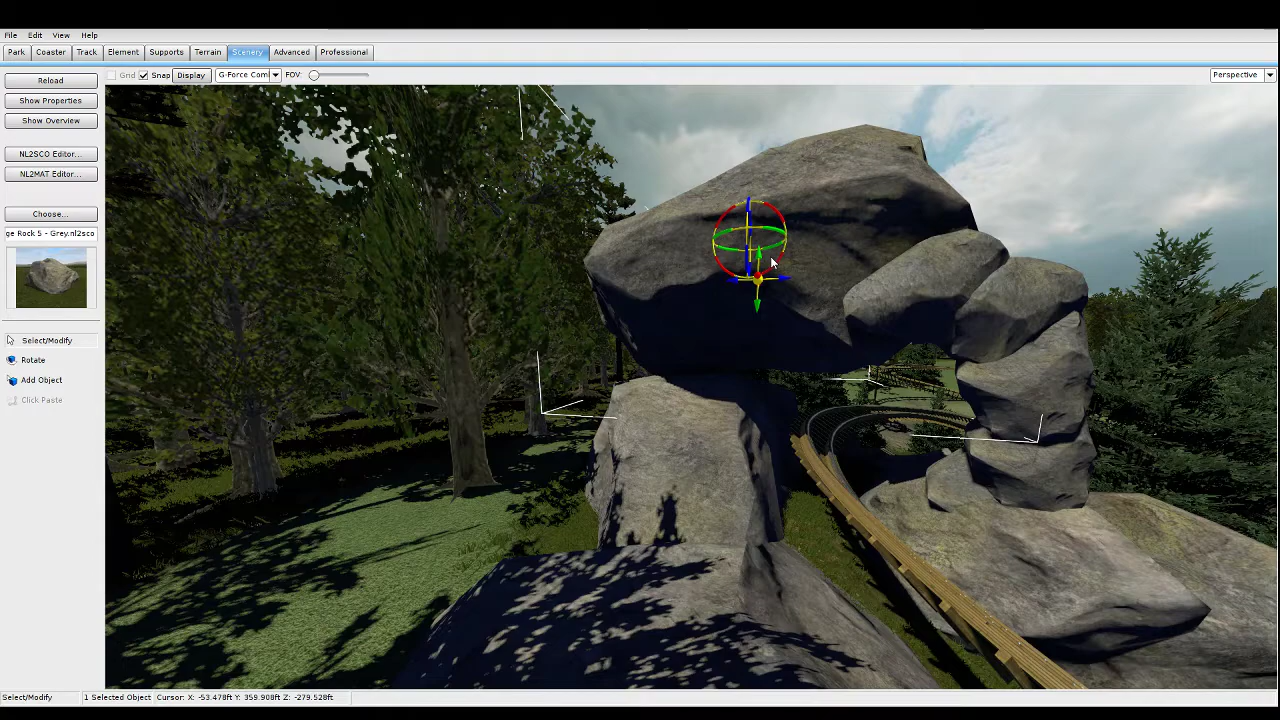 File Edit View Help
Park Coaster Track Element Supports Terrain Scenery Advanced Professional
Reload
Grid Snap Display G-Force Com FOV: Perspective
Show Properties
Show Overview
NL2SCO Editor...
NL2MAT Editor...
Choose...
ge Rock 5 - Grey.nl2sco
Select/Modify
Rotate
Add Object
Click Paste
Select/Modify 1 Selected Object Cursor: X: -53.478ft Y: 359.908ft Z: -279.528ft